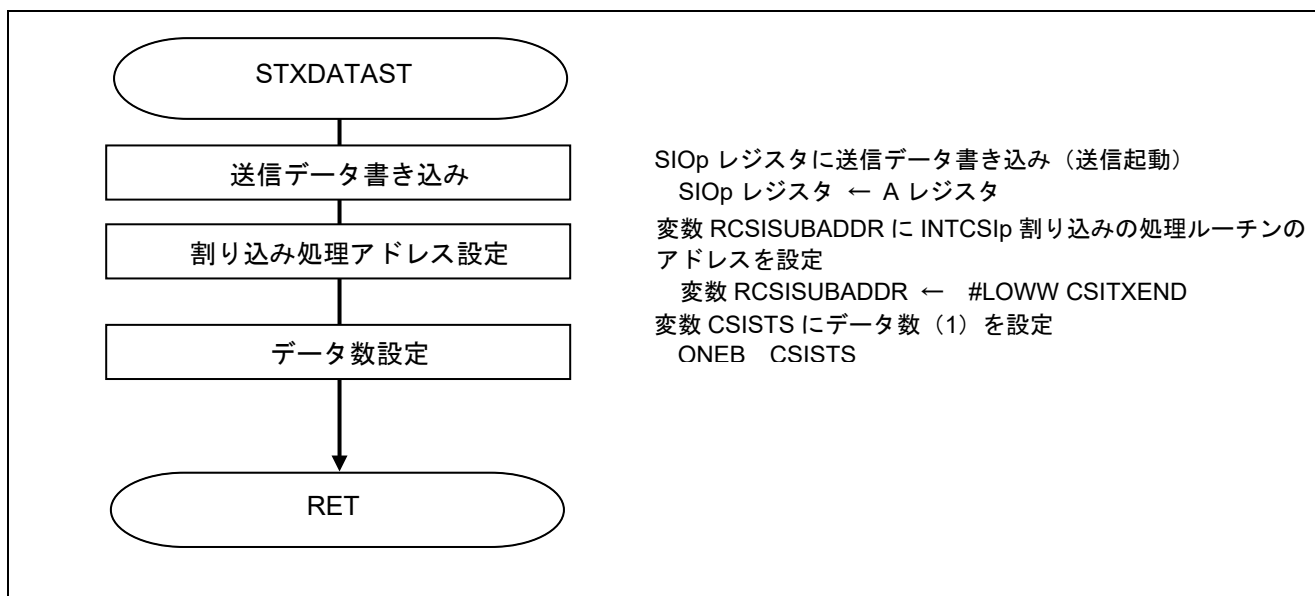 STXDATAST
送信データ書き込み
割り込み処理アドレス設定
データ数設定
RET
SIOp レジスタに送信データ書き込み（送信起動）
SIOp レジスタ ← A レジスタ
変数 RCSISUBADDR に INTCSIp 割り込みの処理ルーチンの
アドレスを設定
変数 RCSISUBADDR ← #LOWW CSITXEND
変数 CSISTS にデータ数（1）を設定
ONEB CSISTS